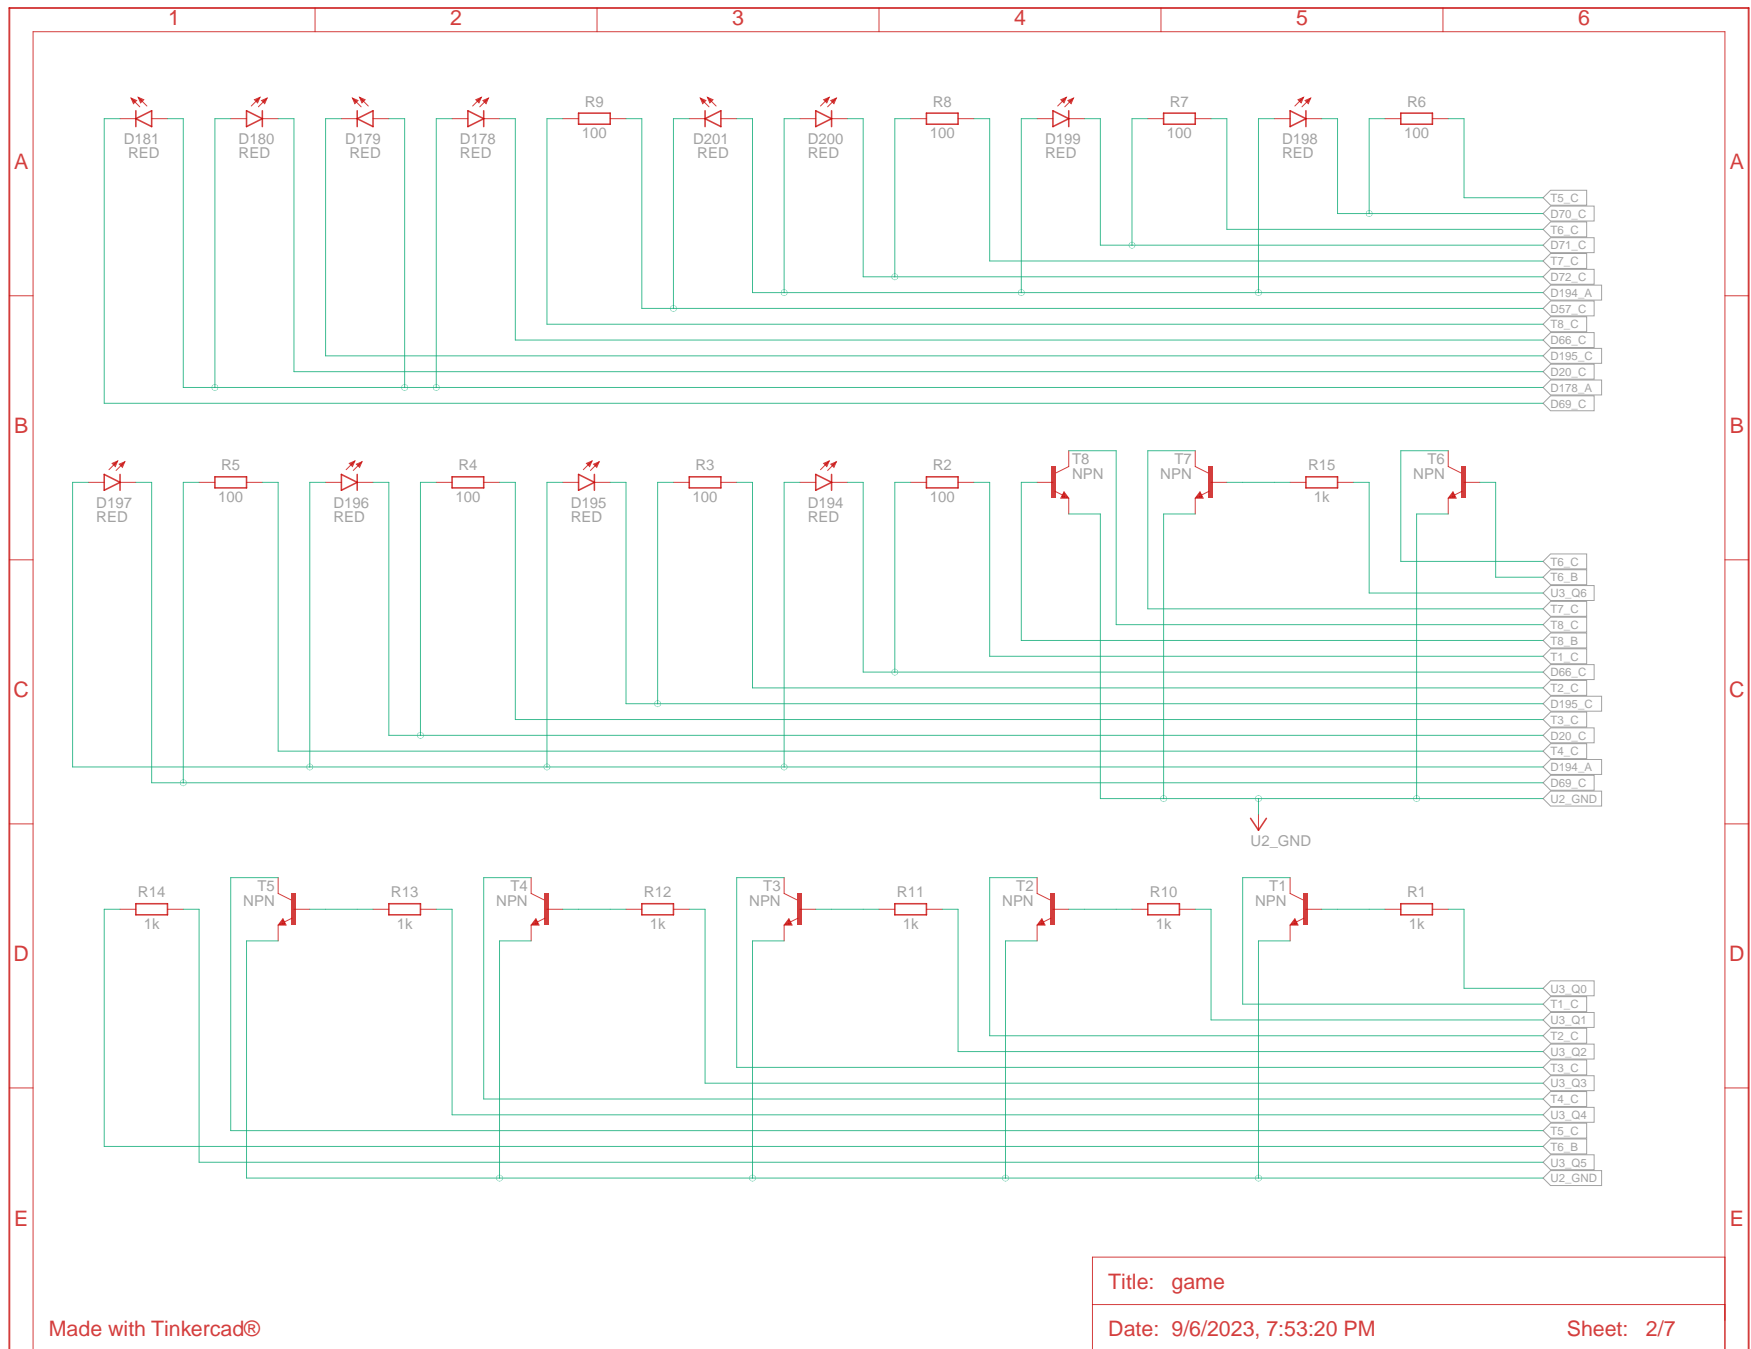 1 2 3 4 5 6
R9 R8 R7 R6
D181 D180 D179 D178 100 D201 D200 100 D199 100 D198 100
RED RED RED RED RED RED RED RED
A A
T5_C
D70_C
T6_C
D71_C
T7_C
D72_C
D194_A
D57_C
T8_C
D66_C
D195_C
D20_C
D178_A
D69_C
B B
R5 R4 R3 R2 T8 T7 R15 T6
NPN NPN NPN
D197 100 D196 100 D195 100 D194 100 1k
RED RED RED RED
T6_C
T6_B
U3_Q6
T7_C
T8_C
T8_B
T1_C
D66_C
T2_C
C C
D195_C
T3_C
D20_C
T4_C
D194_A
D69_C
U2_GND
U2_GND
R14 T5 R13 T4 R12 T3 R11 T2 R10 T1 R1
NPN NPN NPN NPN NPN
1k 1k 1k 1k 1k 1k
D D
U3_Q0
T1_C
U3_Q1
T2_C
U3_Q2
T3_C
U3_Q3
T4_C
U3_Q4
T5_C
T6_B
U3_Q5
U2_GND
E E
Title: game
Made with Tinkercad®
Date: 9/6/2023, 7:53:20 PM Sheet: 2/7